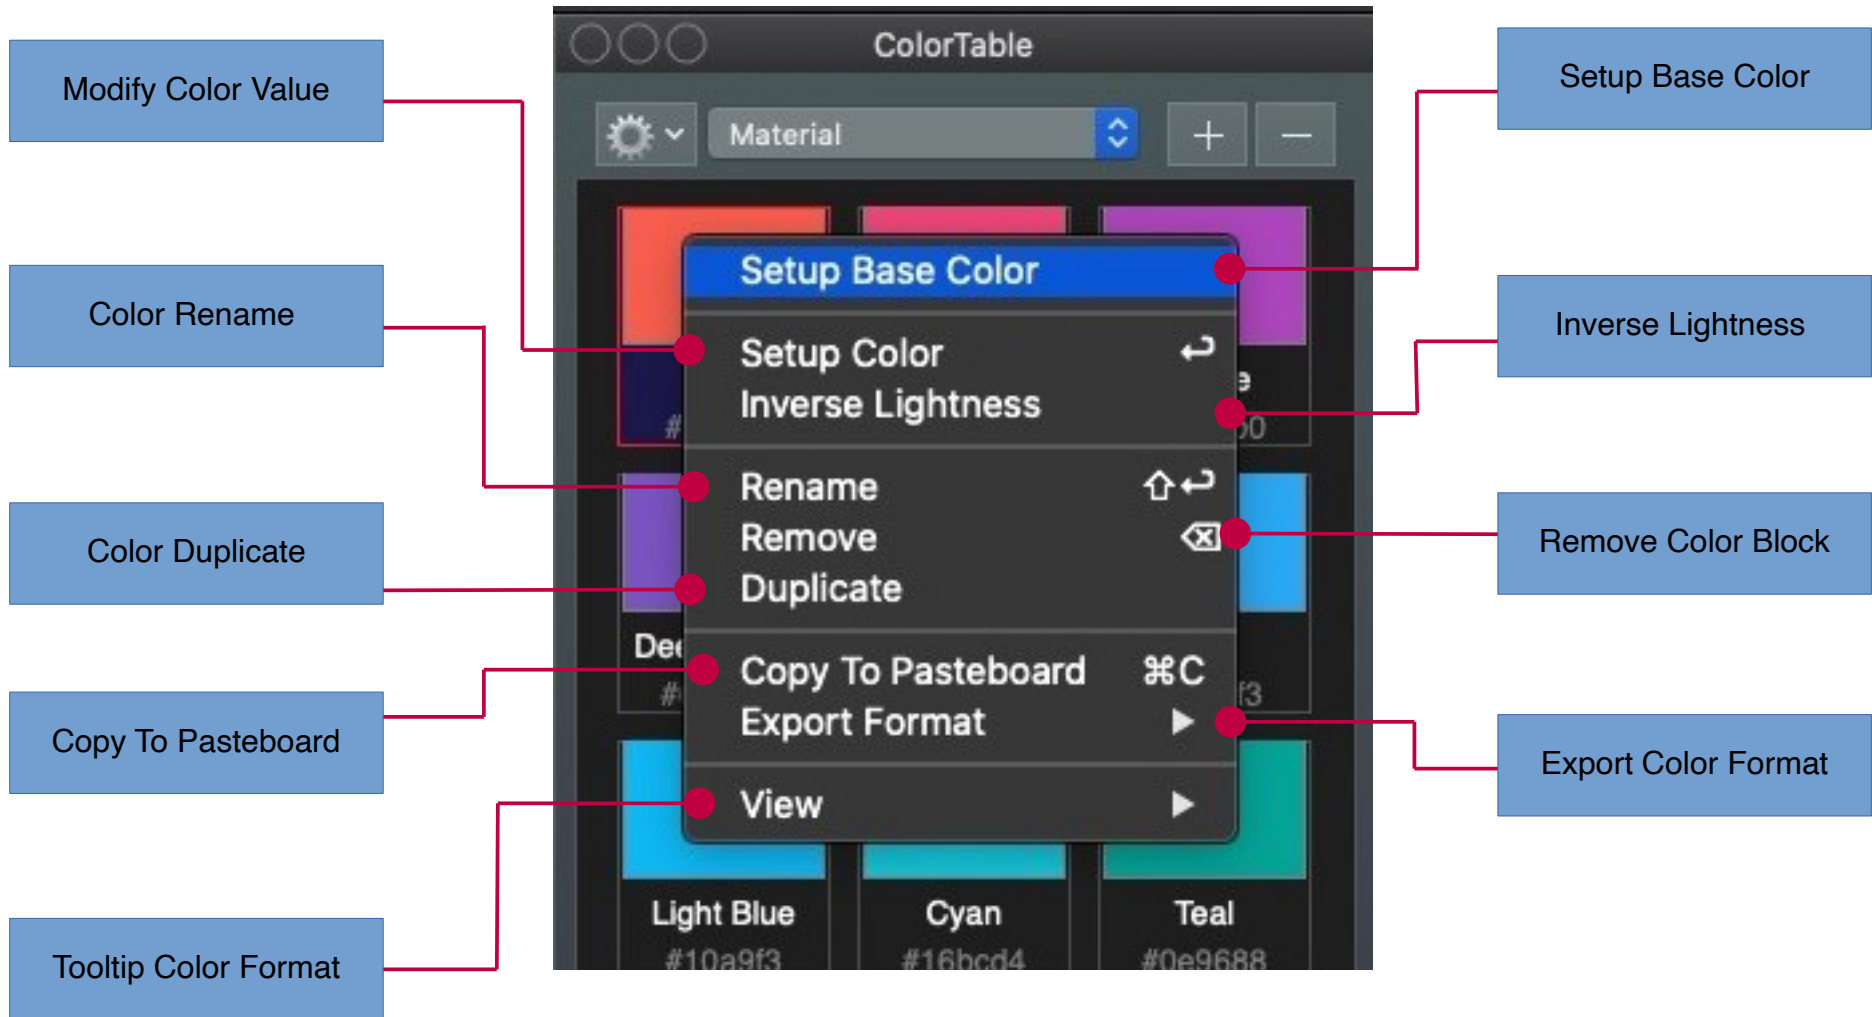 ColorTable
Modify Color Value
Setup Base Color
Material
Setup Base Color
Color Rename
Inverse Lightness
Setup Color
Inverse Lightness
Rename
Remove
Remove Color Block
Color Duplicate
Duplicate
Copy To Pasteboard ⌘C
Export Format
Copy To Pasteboard
Export Color Format
View
Light Blue Cyan Teal
#10a9f3 #16bcd4 #0e9688
Tooltip Color Format